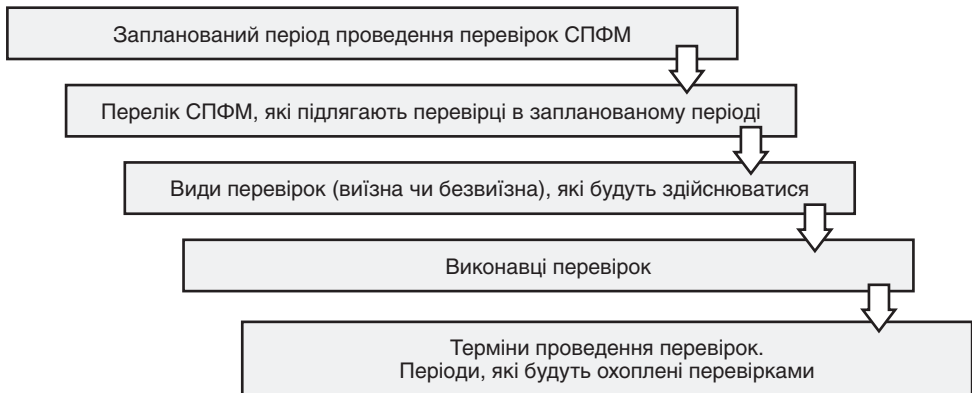 Запланований період проведення перевірок СПФМ
Перелік СПФМ, які підлягають перевірці в запланованому періоді
Види перевірок (виїзна чи безвиїзна), які будуть здійснюватися
Виконавці перевірок
Терміни проведення перевірок.
Періоди, які будуть охоплені перевірками